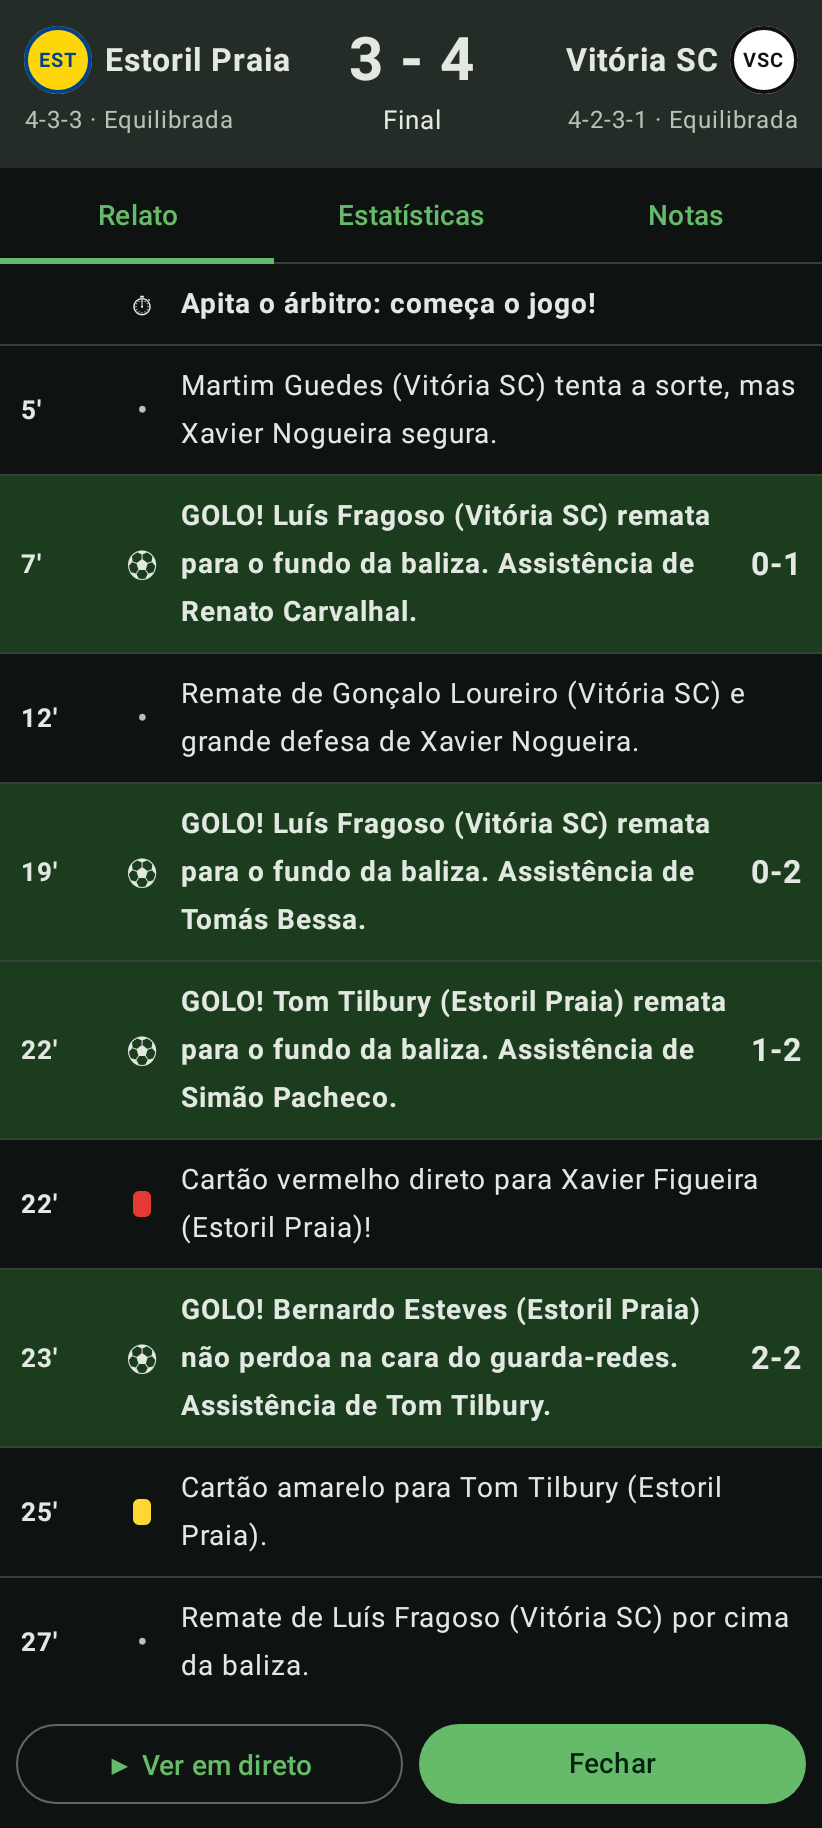 EST Estoril Praia 3 - 4 Vitória SC VSC
4-3-3 · Equilibrada Final 4-2-3-1 · Equilibrada
Relato Estatísticas Notas
⏱ Apita o árbitro: começa o jogo!
Martim Guedes (Vitória SC) tenta a sorte, mas
5' •
Xavier Nogueira segura.
GOLO! Luís Fragoso (Vitória SC) remata
7' ⚽ para o fundo da baliza. Assistência de 0-1
Renato Carvalhal.
Remate de Gonçalo Loureiro (Vitória SC) e
12' •
grande defesa de Xavier Nogueira.
GOLO! Luís Fragoso (Vitória SC) remata
19' ⚽ para o fundo da baliza. Assistência de 0-2
Tomás Bessa.
GOLO! Tom Tilbury (Estoril Praia) remata
22' ⚽ para o fundo da baliza. Assistência de 1-2
Simão Pacheco.
Cartão vermelho direto para Xavier Figueira
22'
(Estoril Praia)!
GOLO! Bernardo Esteves (Estoril Praia)
23' ⚽ não perdoa na cara do guarda-redes. 2-2
Assistência de Tom Tilbury.
Cartão amarelo para Tom Tilbury (Estoril
25'
Praia).
Remate de Luís Fragoso (Vitória SC) por cima
27' •
da baliza.
► Ver em direto Fechar